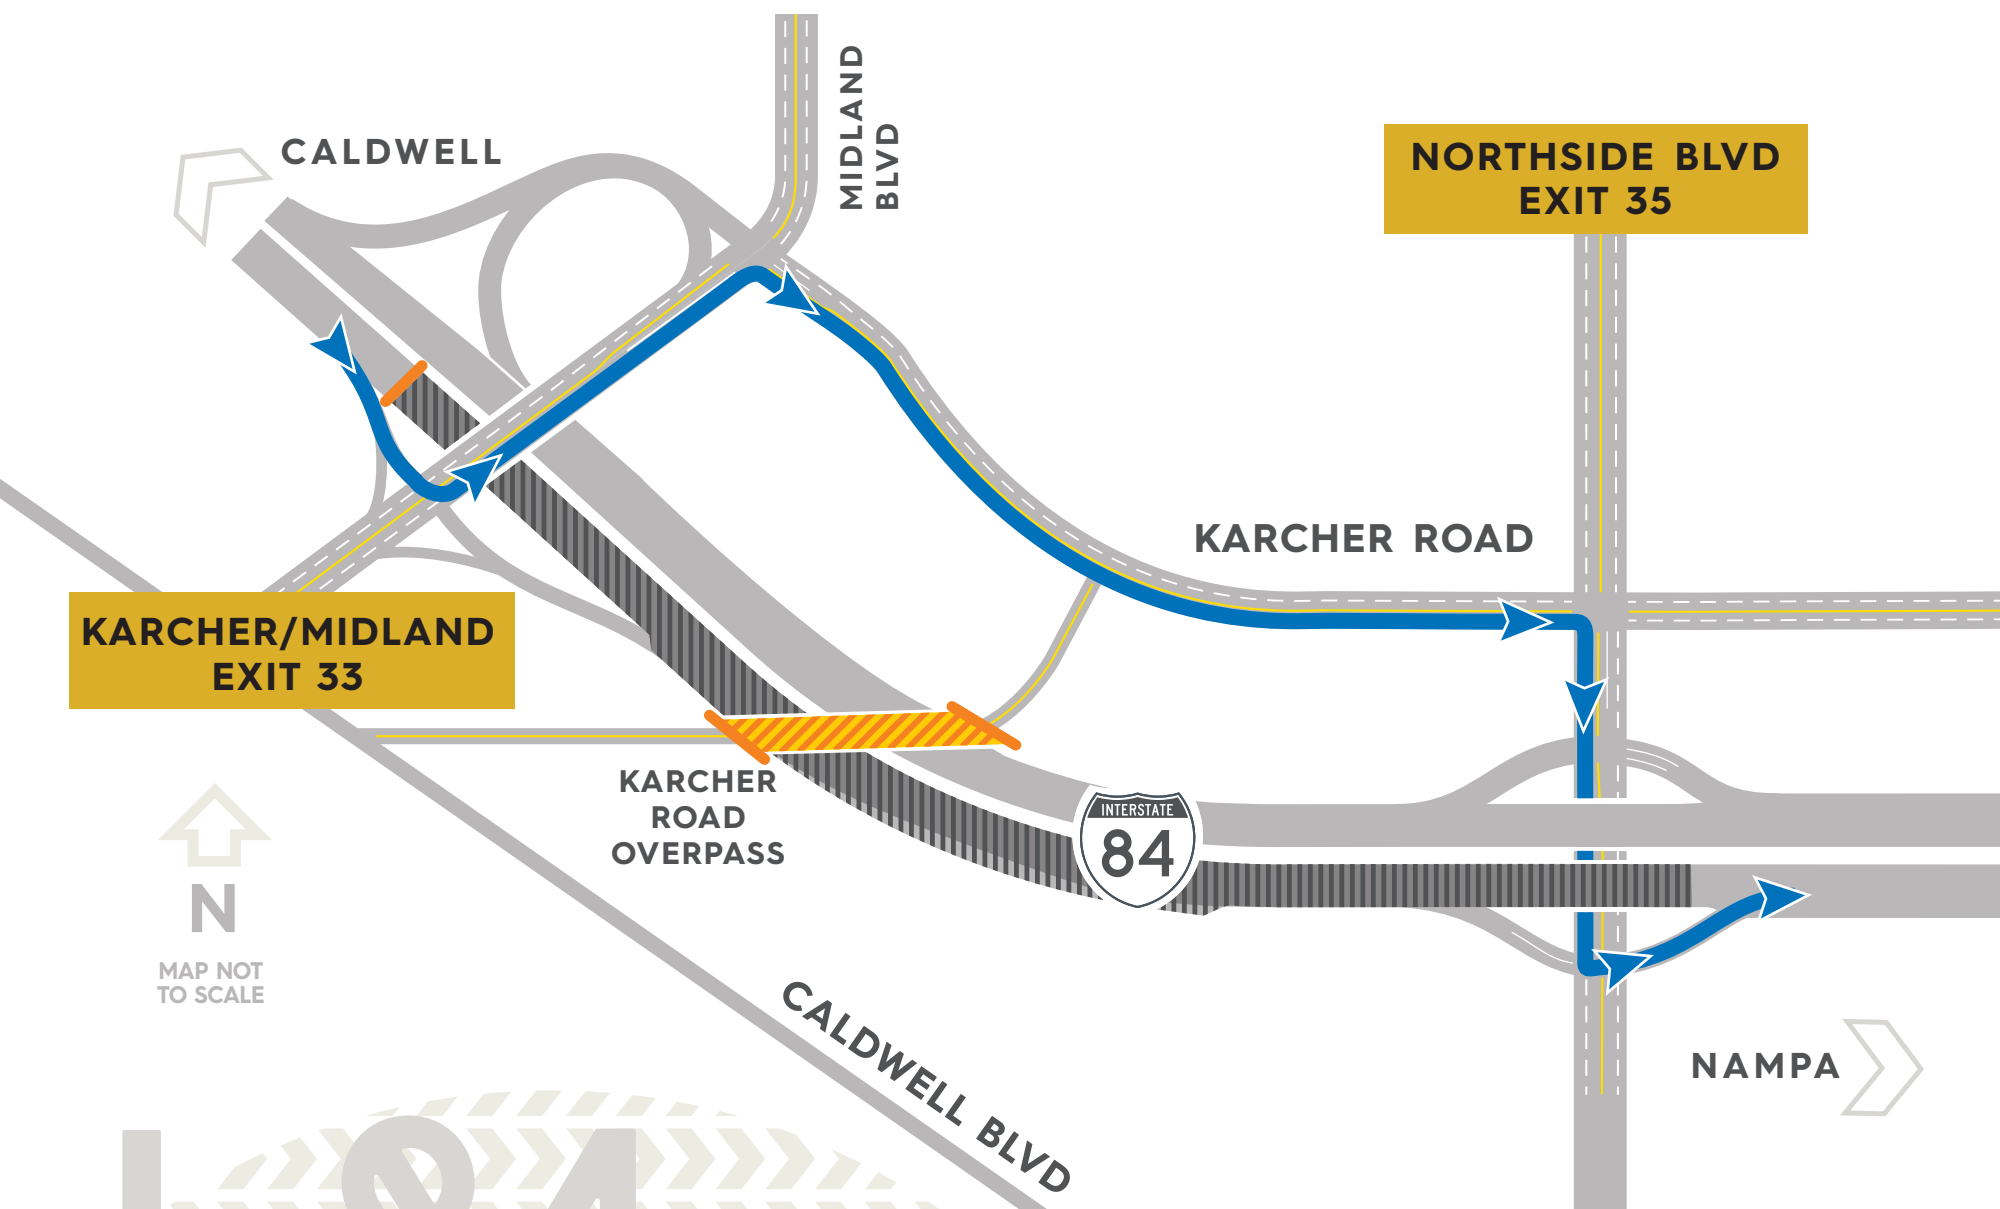 CALDWELL
MIDLAND
BLVD
NORTHSIDE BLVD
EXIT 35
KARCHER ROAD
KARCHER/MIDLAND
EXIT 33
KARCHER
ROAD
OVERPASS
INTERSTATE
84
N
MAP NOT
TO SCALE
CALDWELL BLVD
NAMPA